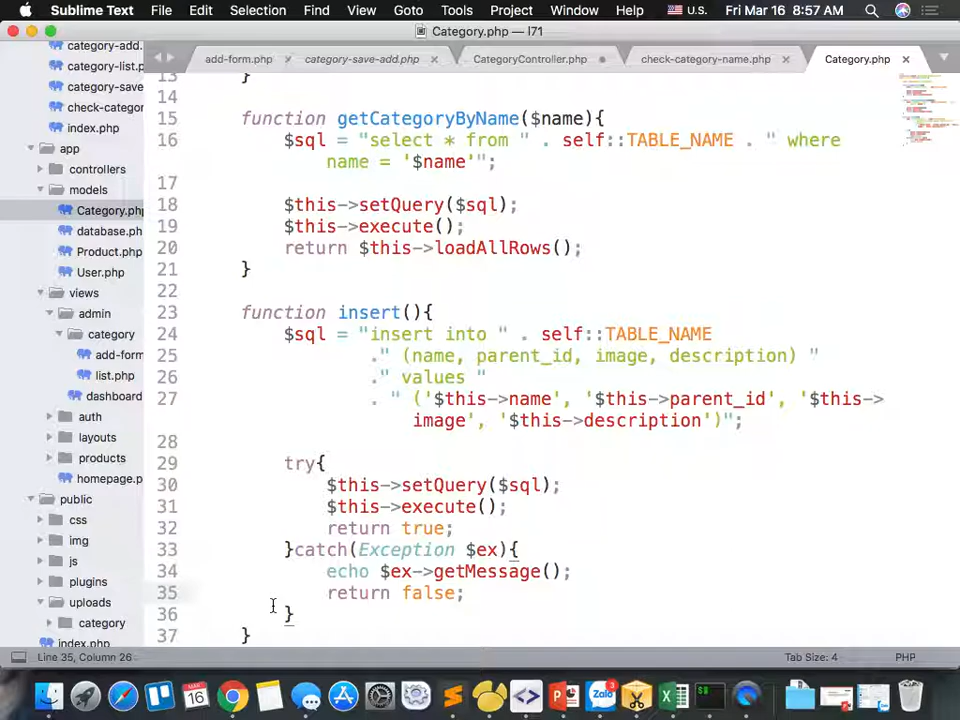 Sublime Text File Edit Selection Find View Goto Tools Project Window Help U.S. Fri Mar 16 8:57 AM
Category.php — l71
add-form.php × category-save-add.php × CategoryController.php check-category-name.php × Category.php ×
category-add.
category-list.p
category-save
check-categor
index.php
app
controllers
models
Category.php
database.ph
Product.php
User.php
views
admin
category
add-form
list.php
dashboard
auth
layouts
products
homepage.p
public
css
img
js
plugins
uploads
category
index.php
13 }
14
15 function getCategoryByName($name){
16 $sql = "select * from " . self::TABLE_NAME . " where
name = '$name'";
17
18 $this->setQuery($sql);
19 $this->execute();
20 return $this->loadAllRows();
21 }
22
23 function insert(){
24 $sql = "insert into " . self::TABLE_NAME
25 ." (name, parent_id, image, description) "
26 ." values "
27 . " ('$this->name', '$this->parent_id', '$this->
image', '$this->description')";
28
29 try{
30 $this->setQuery($sql);
31 $this->execute();
32 return true;
33 }catch(Exception $ex){
34 echo $ex->getMessage();
35 return false;
36 }
37 }
Line 35, Column 26 Tab Size: 4 PHP
16
Zalo
3